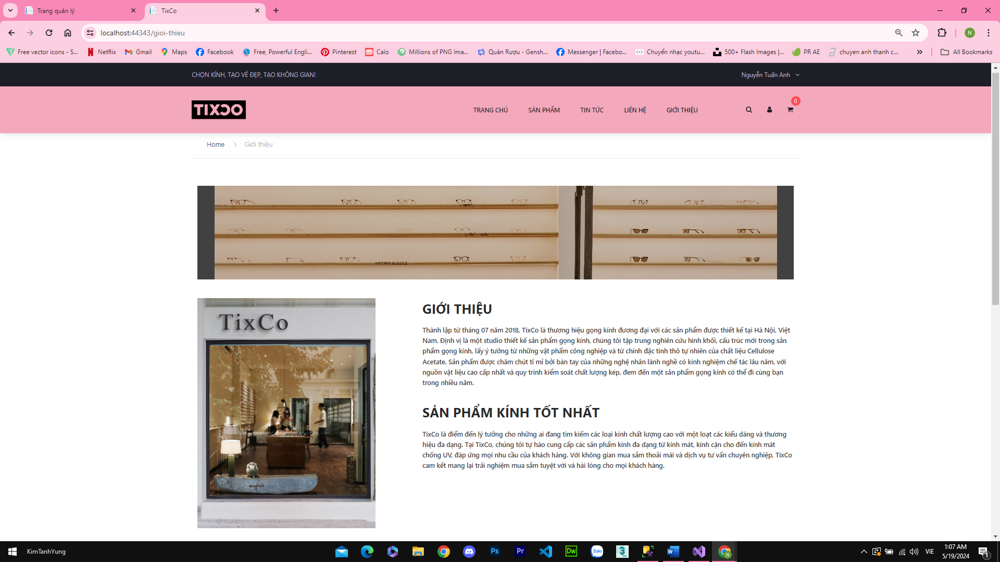 Trang quản lý
TixCo
localhost:44343/gioi-thieu
N
Free vector icons - S...
Netflix
Gmail
Maps
Facebook
Free, Powerful Engli...
Pinterest
Calo
Millions of PNG Ima...
Quán Rượu - Gensh...
Messenger | Facebo...
Chuyển nhạc youtu...
500+ Flash Images |...
PR AE
chuyen anh thanh c...
All Bookmarks
CHỌN KÍNH, TẠO VẺ ĐẸP, TẠO KHÔNG GIAN!
Nguyễn Tuấn Anh
TIXCO
TRANG CHỦ
SẢN PHẨM
TIN TỨC
LIÊN HỆ
GIỚI THIỆU
0
Home
Giới thiệu
TixCo
GIỚI THIỆU
Thành lập từ tháng 07 năm 2018, TixCo là thương hiệu gọng kính đương đại với các sản phẩm được thiết kế tại Hà Nội, Việt
Nam. Định vị là một studio thiết kế sản phẩm gọng kính, chúng tôi tập trung nghiên cứu hình khối, cấu trúc mới trong sản
phẩm gọng kính, lấy ý tưởng từ những vật phẩm công nghiệp và từ chính đặc tính thô tự nhiên của chất liệu Cellulose
Acetate. Sản phẩm được chăm chút tỉ mỉ bởi bàn tay của những nghệ nhân lành nghề có kinh nghiệm chế tác lâu năm, với
nguồn vật liệu cao cấp nhất và quy trình kiểm soát chất lượng kép, đem đến một sản phẩm gọng kính có thể đi cùng bạn
trong nhiều năm.
SẢN PHẨM KÍNH TỐT NHẤT
TixCo là điểm đến lý tưởng cho những ai đang tìm kiếm các loại kính chất lượng cao với một loạt các kiểu dáng và thương
hiệu đa dạng. Tại TixCo, chúng tôi tự hào cung cấp các sản phẩm kính đa dạng từ kính mát, kính cận cho đến kính mát
chống UV, đáp ứng mọi nhu cầu của khách hàng. Với không gian mua sắm thoải mái và dịch vụ tư vấn chuyên nghiệp, TixCo
cam kết mang lại trải nghiệm mua sắm tuyệt vời và hài lòng cho mọi khách hàng.
KimTanhYung
Ps
Pr
Dw
Zalo
3
W
N
VIE
1:07 AM
5/19/2024
1